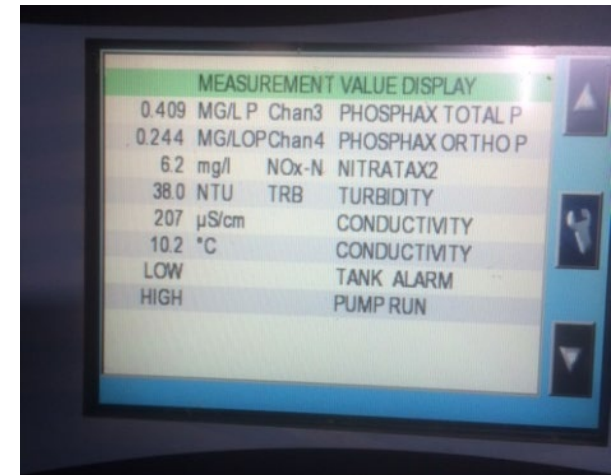 MEASUREMENT VALUE DISPLAY
0.409 MG/L P Chan3 PHOSPHAX TOTAL P
0.244 MG/LOPChan4 PHOSPHAX ORTHO P
6.2 mg/l NOx-N NITRATAX2
38.0 NTU TRB TURBIDITY
207 µS/cm CONDUCTIVITY
10.2 °C CONDUCTIVITY
LOW TANK ALARM
HIGH PUMP RUN